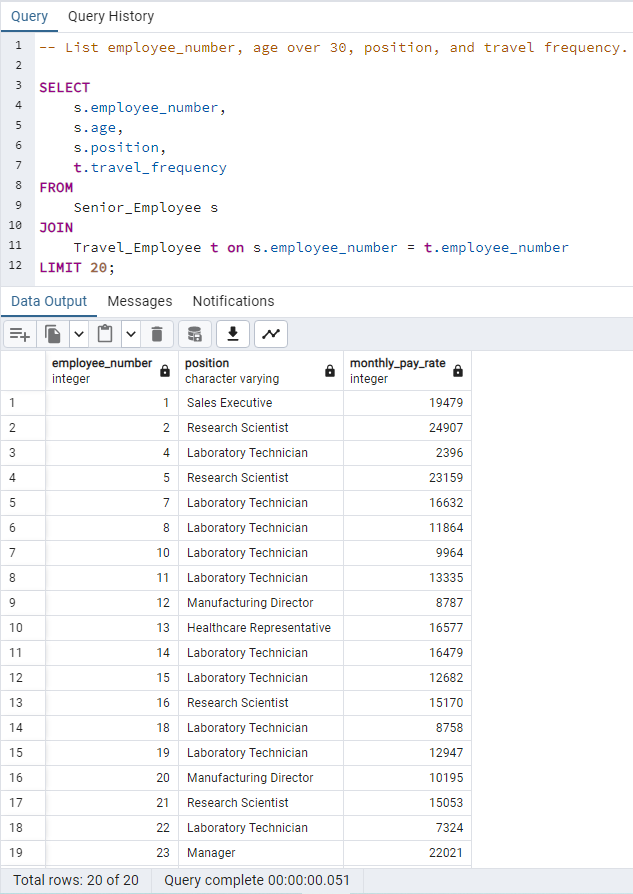 Query Query History
1 -- List employee_number, age over 30, position, and travel frequency.
2
3 SELECT
4 s.employee_number,
5 s.age,
6 s.position,
7 t.travel_frequency
8 FROM
9 Senior_Employee s
10 JOIN
11 Travel_Employee t on s.employee_number = t.employee_number
12 LIMIT 20;
Data Output Messages Notifications
employee_number position monthly_pay_rate
integer character varying integer
1 1 Sales Executive 19479
2 2 Research Scientist 24907
3 4 Laboratory Technician 2396
4 5 Research Scientist 23159
5 7 Laboratory Technician 16632
6 8 Laboratory Technician 11864
7 10 Laboratory Technician 9964
8 11 Laboratory Technician 13335
9 12 Manufacturing Director 8787
10 13 Healthcare Representative 16577
11 14 Laboratory Technician 16479
12 15 Laboratory Technician 12682
13 16 Research Scientist 15170
14 18 Laboratory Technician 8758
15 19 Laboratory Technician 12947
16 20 Manufacturing Director 10195
17 21 Research Scientist 15053
18 22 Laboratory Technician 7324
19 23 Manager 22021
Total rows: 20 of 20 Query complete 00:00:00.051